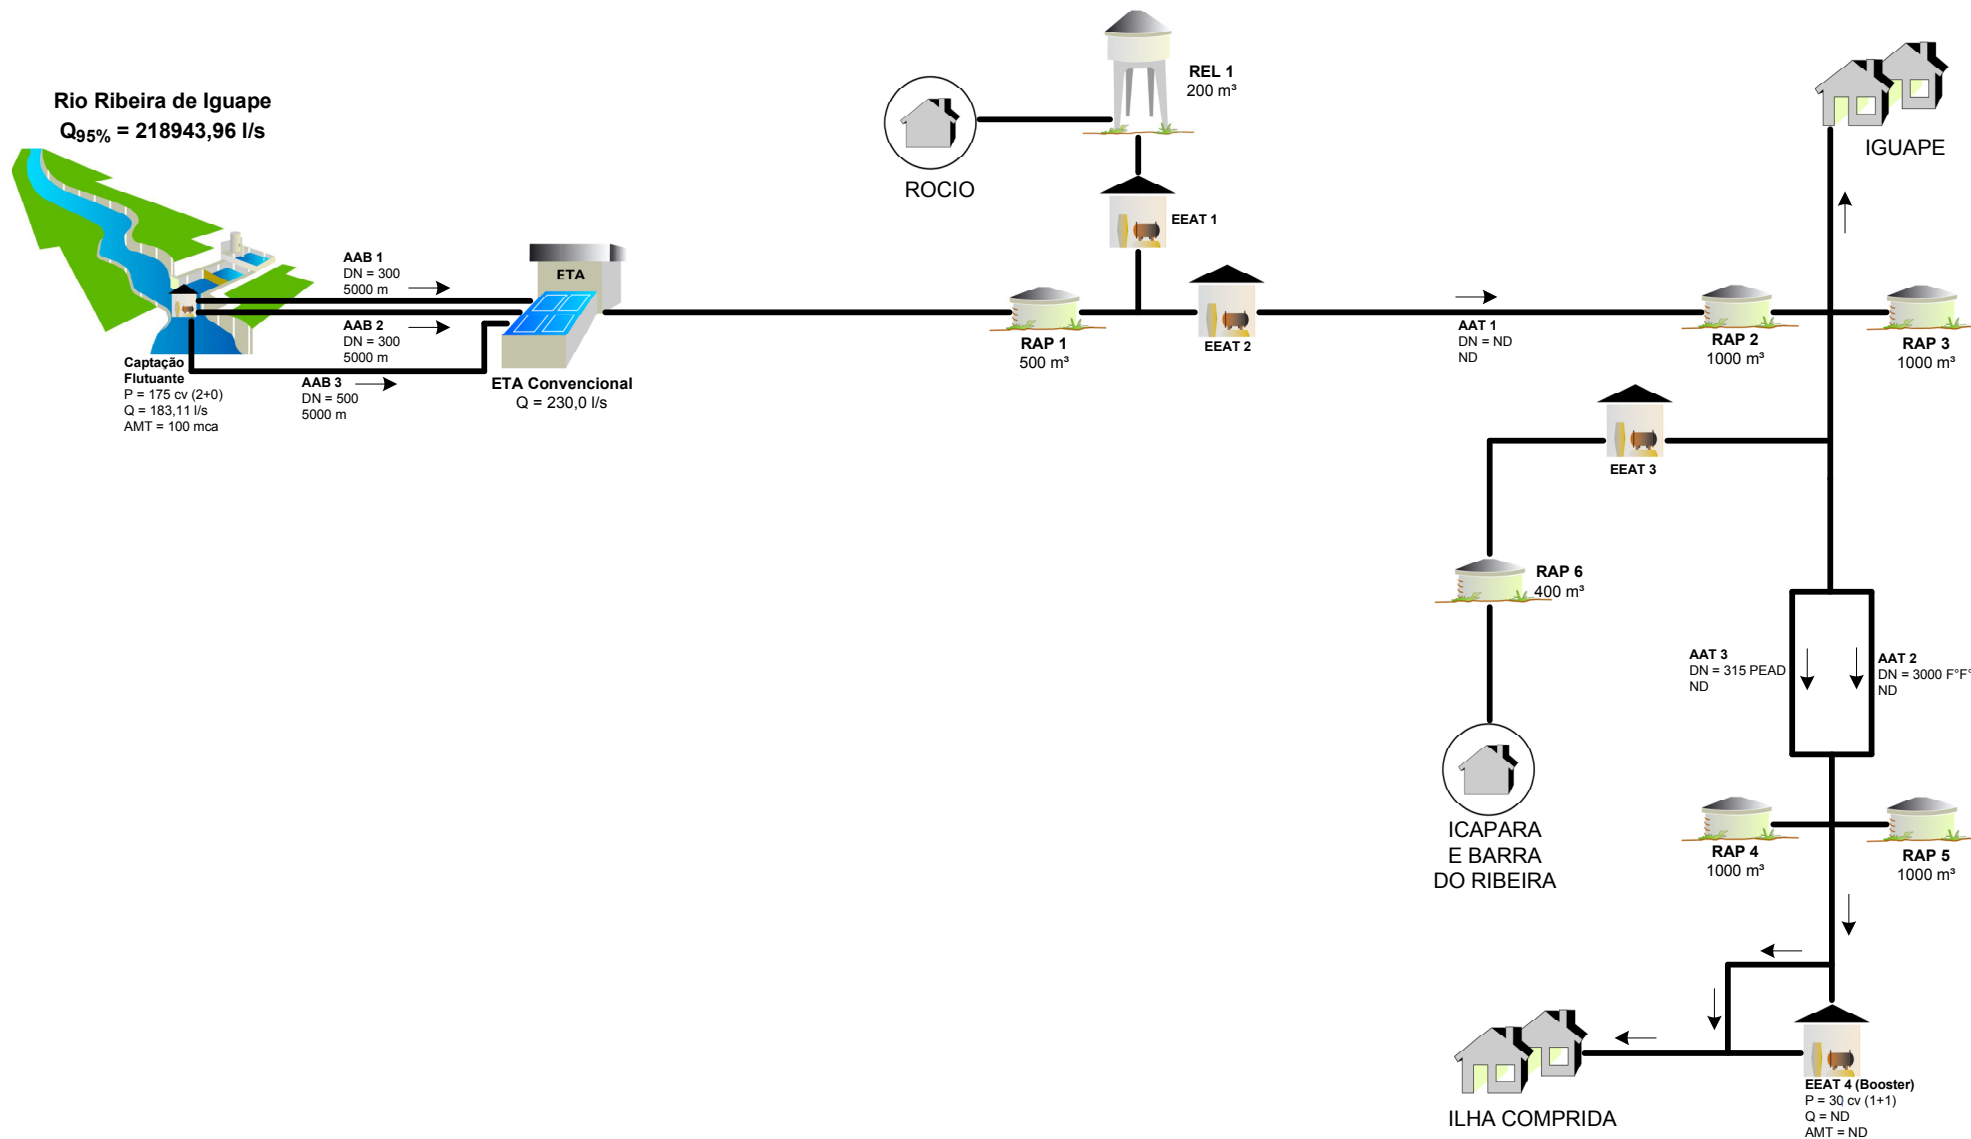 Rio Ribeira de Iguape
Q95% = 218943,96 l/s
Captação
Flutuante
P = 175 cv (2+0)
Q = 183,11 l/s
AMT = 100 mca
AAB 1
DN = 300
5000 m
AAB 2
DN = 300
5000 m
AAB 3
DN = 500
5000 m
ETA
ETA Convencional
Q = 230,0 l/s
ROCIO
REL 1
200 m³
EEAT 1
RAP 1
500 m³
EEAT 2
AAT 1
DN = ND
ND
RAP 2
1000 m³
RAP 3
1000 m³
IGUAPE
EEAT 3
RAP 6
400 m³
ICAPARA
E BARRA
DO RIBEIRA
AAT 3
DN = 315 PEAD
ND
AAT 2
DN = 3000 F°F°
ND
RAP 4
1000 m³
RAP 5
1000 m³
ILHA COMPRIDA
EEAT 4 (Booster)
P = 30 cv (1+1)
Q = ND
AMT = ND